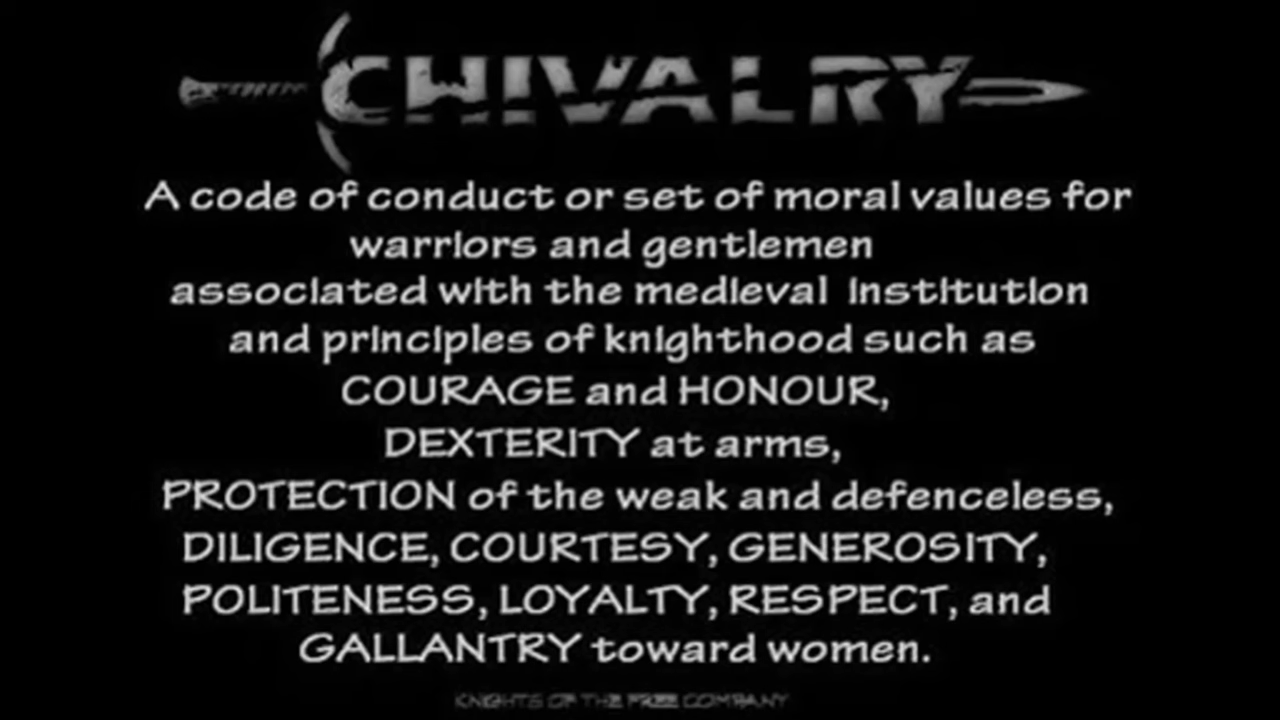 CHIVALRY
A code of conduct or set of moral values for
warriors and gentlemen
associated with the medieval institution
and principles of knighthood such as
COURAGE and HONOUR,
DEXTERITY at arms,
PROTECTION of the weak and defenceless,
DILIGENCE, COURTESY, GENEROSITY,
POLITENESS, LOYALTY, RESPECT, and
GALLANTRY toward women.
KNIGHTS OF THE FREE COMPANY